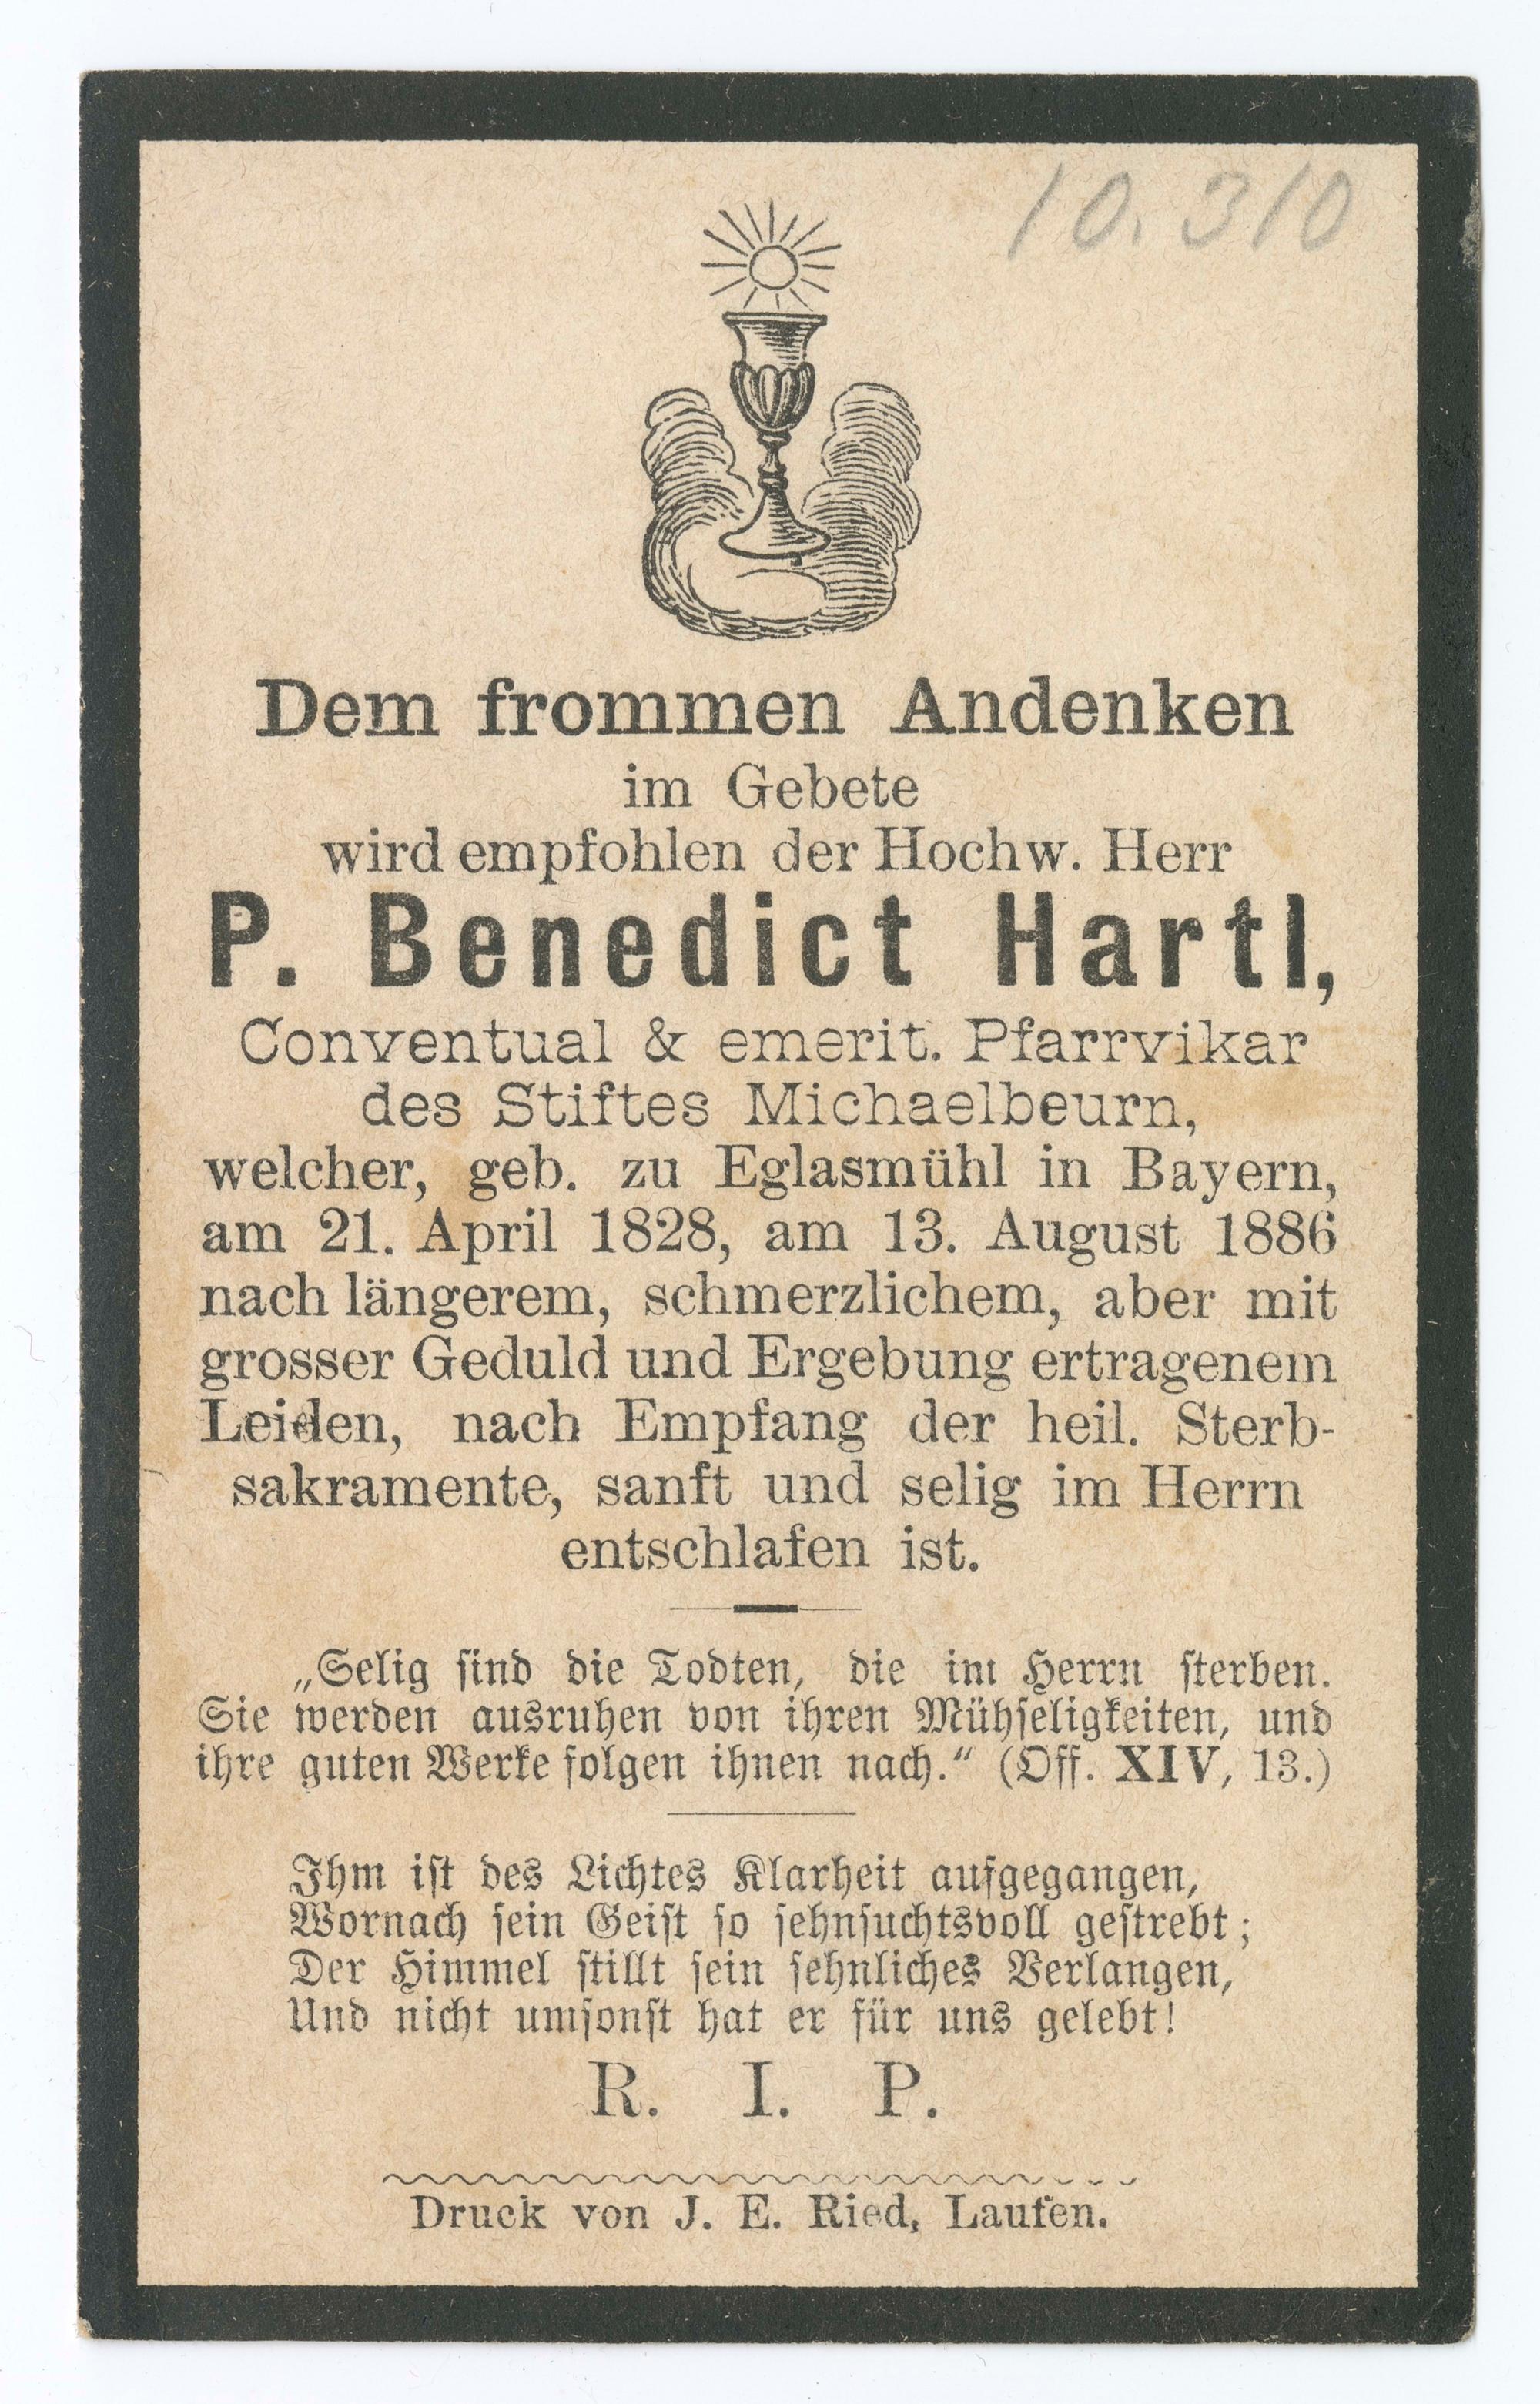 10.310
Dem frommen Andenken
im Gebete
wird empfohlen der Hochw. Herr
P. Benedict Hartl,
Conventual & emerit. Pfarrvikar
des Stiftes Michaelbeurn,
welcher, geb. zu Eglasmühl in Bayern,
am 21. April 1828, am 13. August 1886
nach längerem, schmerzlichem, aber mit
grosser Geduld und Ergebung ertragenem
Leiden, nach Empfang der heil. Sterb-
sakramente, sanft und selig im Herrn
entschlafen ist.
„Selig sind die Todten, die im Herrn sterben.
Sie werden ausruhen von ihren Mühseligkeiten, und
ihre guten Werke folgen ihnen nach.“ (Off. XIV, 13.)
Ihm ist des Lichtes Klarheit aufgegangen,
Wornach sein Geist so sehnsuchtsvoll gestrebt;
Der Himmel stillt sein sehnliches Verlangen,
Und nicht umsonst hat er für uns gelebt!
R. I. P.
Druck von J. E. Ried, Laufen.